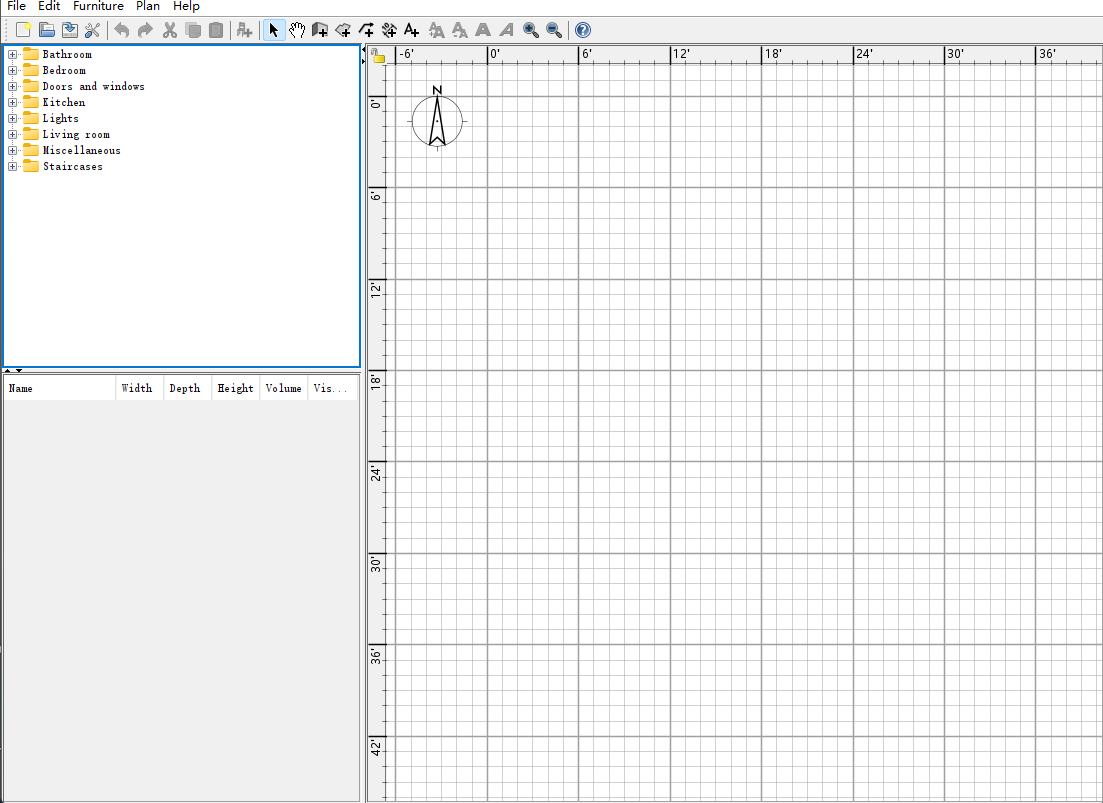 File Edit Furniture Plan Help
-6' 0' 6' 12' 18' 24' 30' 36'
Bathroom
Bedroom
Doors and windows
Kitchen
Lights
Living room
Miscellaneous
Staircases
N
0'
6'
12'
18'
24'
30'
36'
42'
Name Width Depth Height Volume Vis...